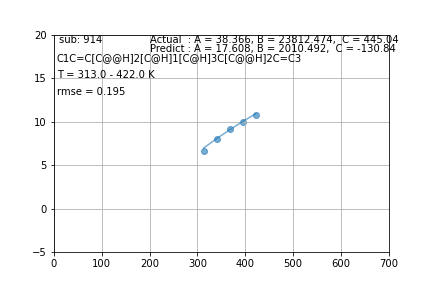 sub: 914
Actual : A = 38.366, B = 23812.474, C = 445.04
Predict : A = 17.608, B = 2010.492, C = -130.84
C1C=C[C@@H]2[C@H]1[C@H]3C[C@@H]2C=C3
T = 313.0 - 422.0 K
rmse = 0.195
20
15
10
5
0
−5
0 100 200 300 400 500 600 700